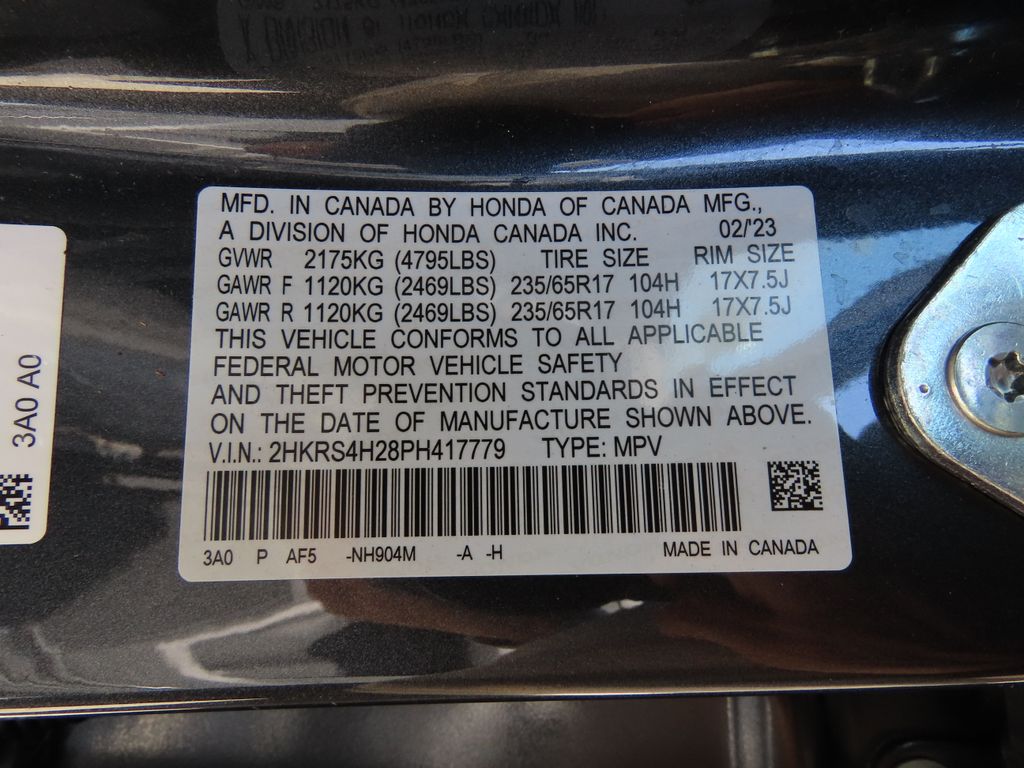 MFD. IN CANADA BY HONDA OF CANADA MFG.,
A DIVISION OF HONDA CANADA INC. 02/'23
GVWR 2175KG (4795LBS) TIRE SIZE RIM SIZE
GAWR F 1120KG (2469LBS) 235/65R17 104H 17X7.5J
GAWR R 1120KG (2469LBS) 235/65R17 104H 17X7.5J
THIS VEHICLE CONFORMS TO ALL APPLICABLE
FEDERAL MOTOR VEHICLE SAFETY
AND THEFT PREVENTION STANDARDS IN EFFECT
ON THE DATE OF MANUFACTURE SHOWN ABOVE.
V.I.N.: 2HKRS4H28PH417779 TYPE: MPV
3A0 P AF5 -NH904M -A -H MADE IN CANADA
3A0 A0